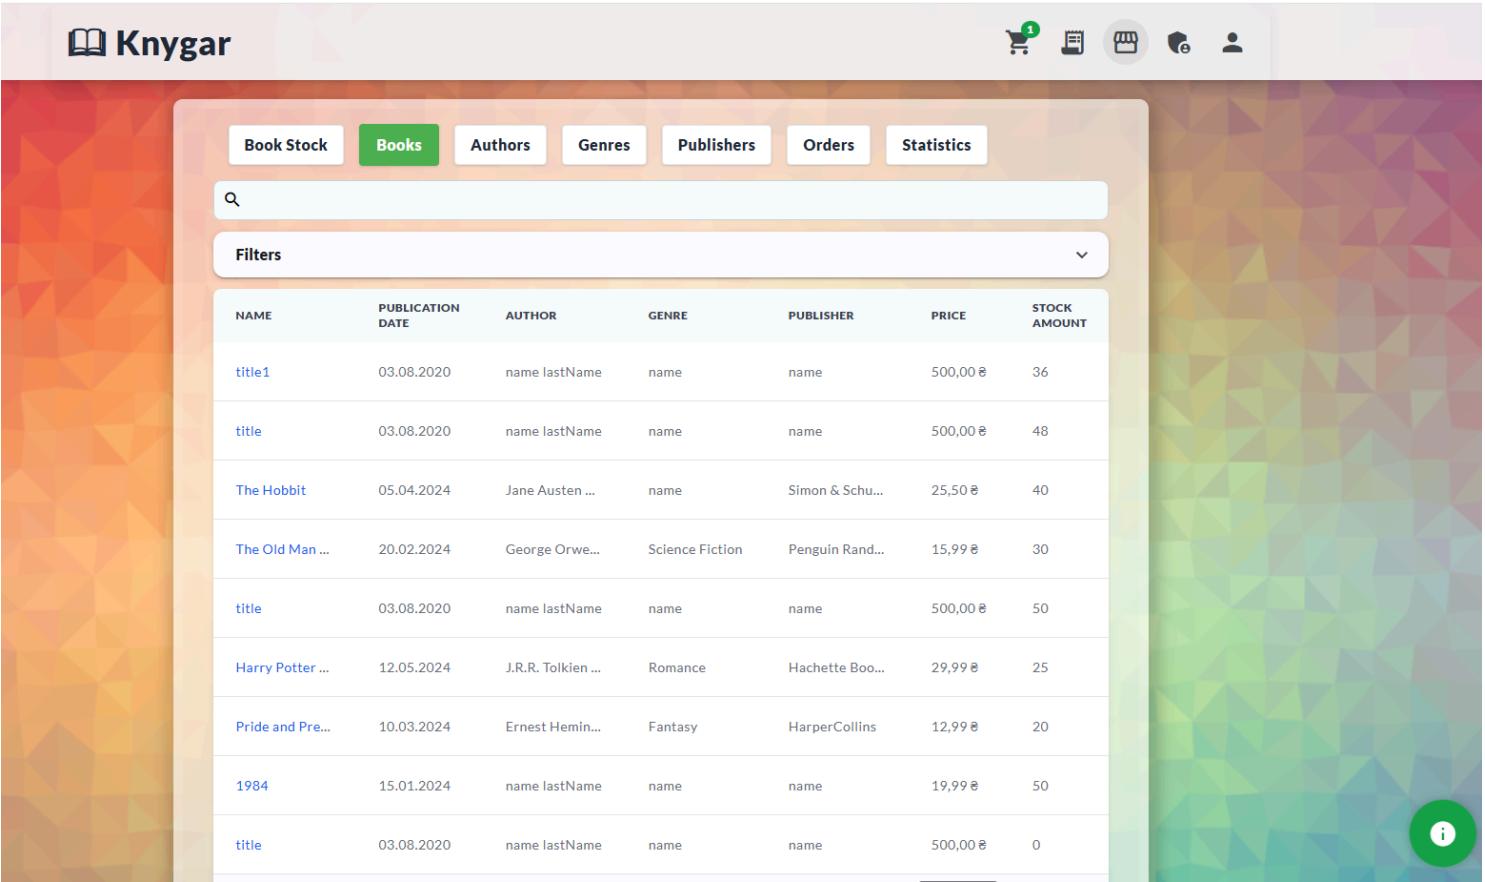 Knygar
1
Book Stock Books Authors Genres Publishers Orders Statistics
Filters
NAME PUBLICATION DATE AUTHOR GENRE PUBLISHER PRICE STOCK AMOUNT
title1 03.08.2020 name lastName name name 500,00 ₴ 36
title 03.08.2020 name lastName name name 500,00 ₴ 48
The Hobbit 05.04.2024 Jane Austen ... name Simon & Schu... 25,50 ₴ 40
The Old Man ... 20.02.2024 George Orwe... Science Fiction Penguin Rand... 15,99 ₴ 30
title 03.08.2020 name lastName name name 500,00 ₴ 50
Harry Potter ... 12.05.2024 J.R.R. Tolkien ... Romance Hachette Boo... 29,99 ₴ 25
Pride and Pre... 10.03.2024 Ernest Hemin... Fantasy HarperCollins 12,99 ₴ 20
1984 15.01.2024 name lastName name name 19,99 ₴ 50
title 03.08.2020 name lastName name name 500,00 ₴ 0